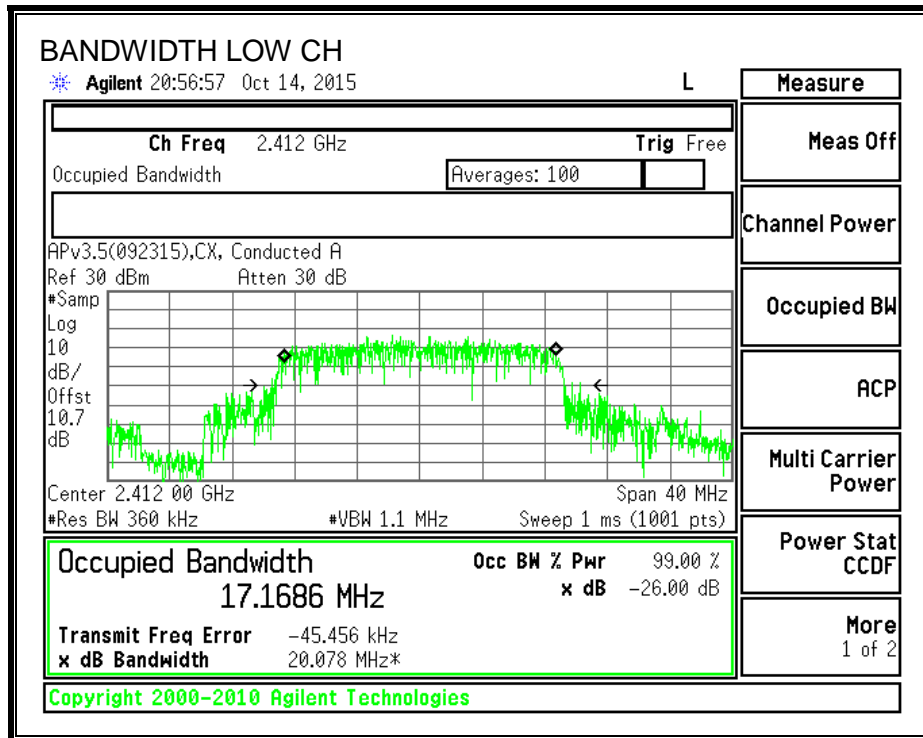 BANDWIDTH LOW CH
Agilent 20:56:57 Oct 14, 2015 L
Measure
Ch Freq 2.412 GHz Trig Free
Meas Off
Occupied Bandwidth Averages: 100
Channel Power
APv3.5(092315),CX, Conducted A
Ref 30 dBm Atten 30 dB
#Samp
Log
10
dB/
Offst
10.7
dB
Occupied BW
ACP
Center 2.412 00 GHz Span 40 MHz
#Res BW 360 kHz #VBW 1.1 MHz Sweep 1 ms (1001 pts)
Multi Carrier
Power
Occupied Bandwidth Occ BW % Pwr 99.00 %
17.1686 MHz x dB -26.00 dB
Power Stat
CCDF
Transmit Freq Error -45.456 kHz
x dB Bandwidth 20.078 MHz*
More
1 of 2
Copyright 2000-2010 Agilent Technologies